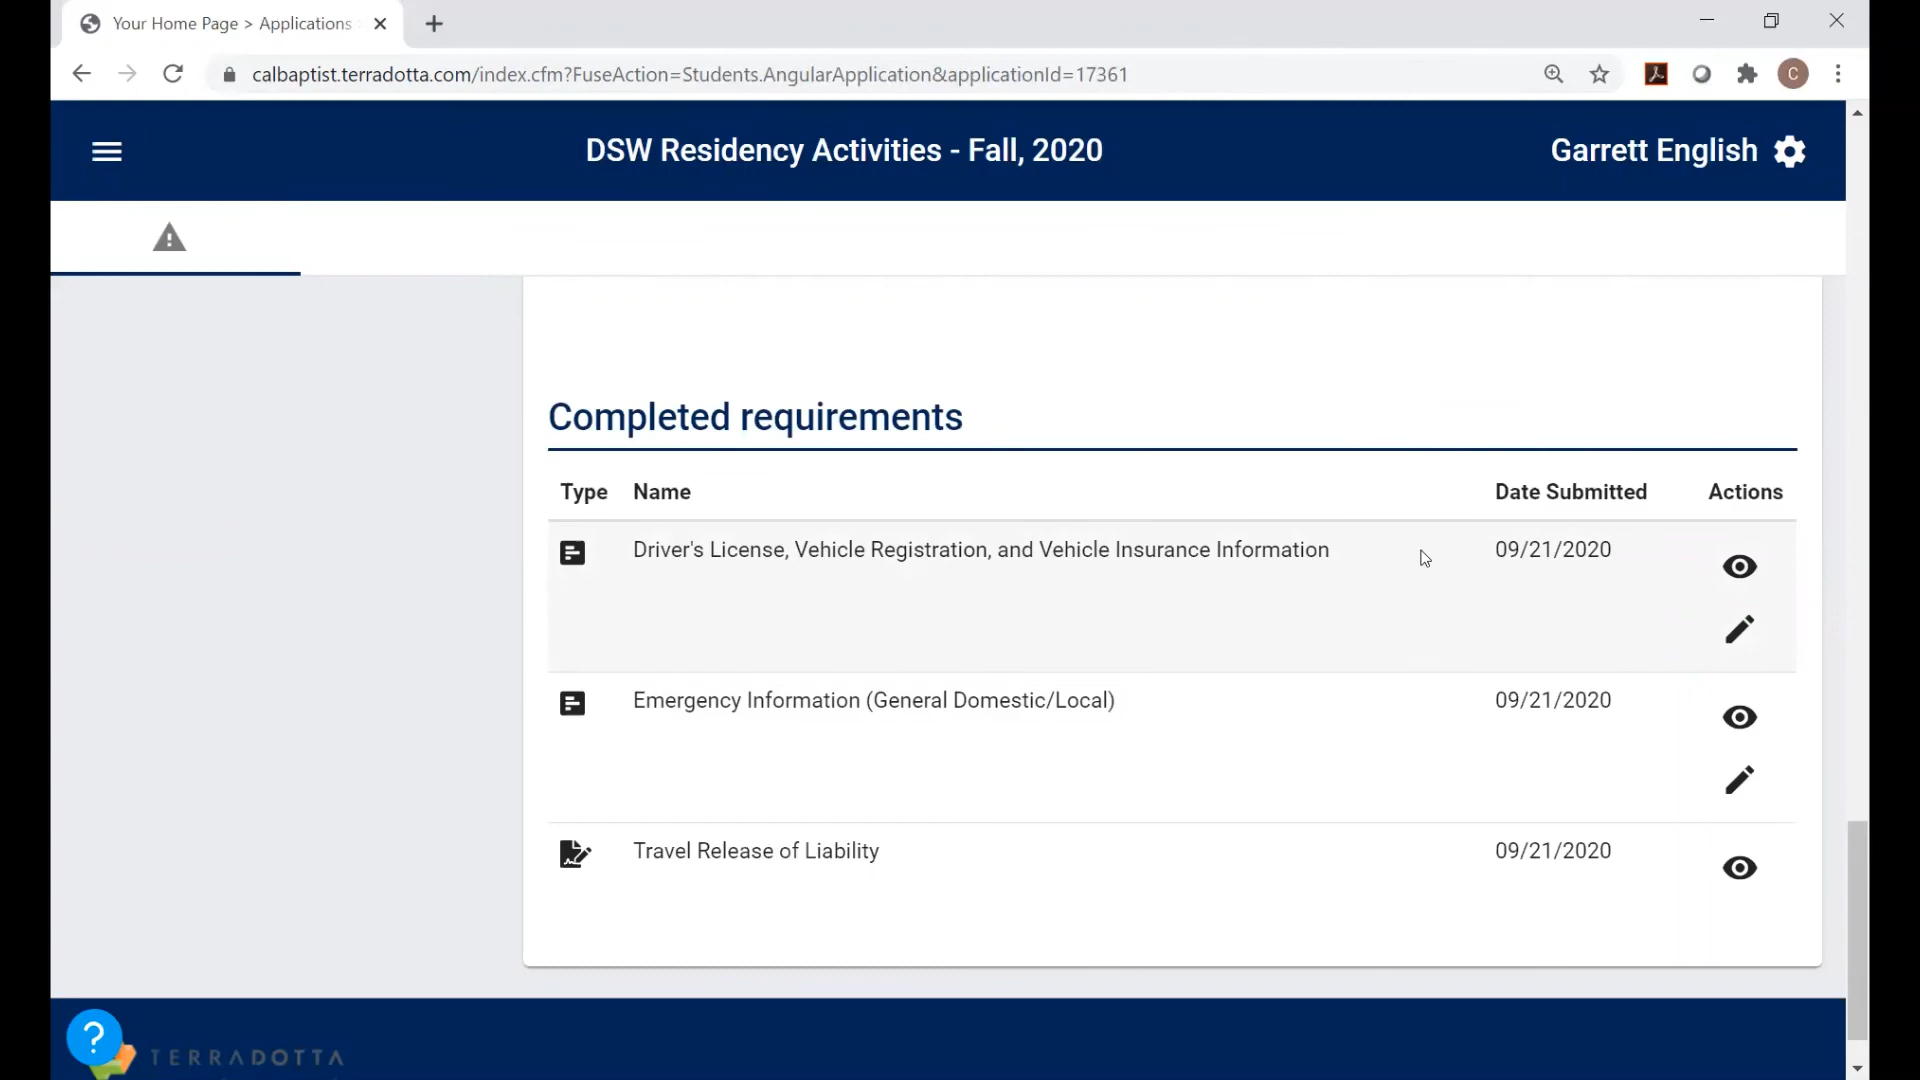 Your Home Page > Applications
calbaptist.terradotta.com/index.cfm?FuseAction=Students.AngularApplication&applicationId=17361
C
DSW Residency Activities - Fall, 2020
Garrett English
Completed requirements
Type Name Date Submitted Actions
Driver's License, Vehicle Registration, and Vehicle Insurance Information 09/21/2020
Emergency Information (General Domestic/Local) 09/21/2020
Travel Release of Liability 09/21/2020
?
TERRADOTTA